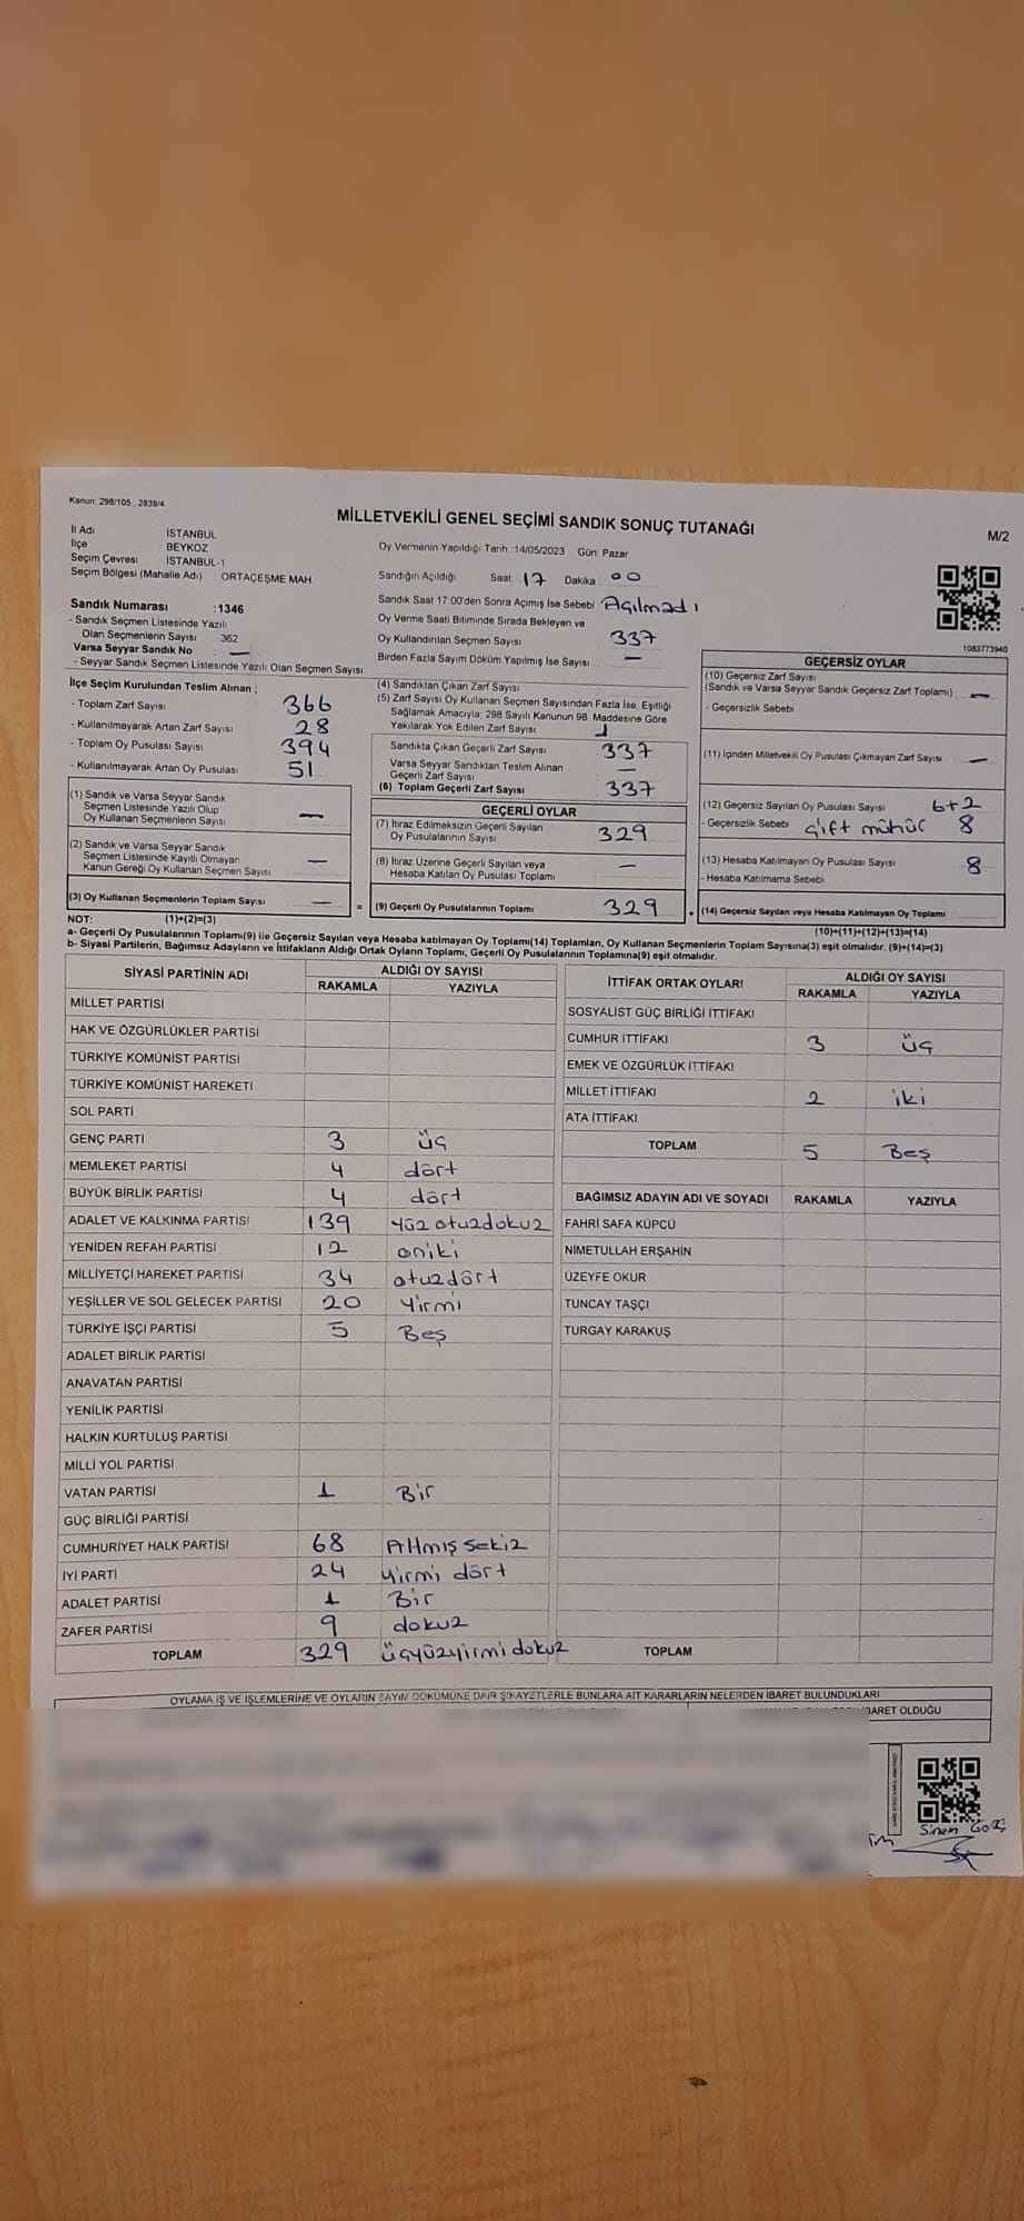 Kanun: 298/105 , 2839/4
MİLLETVEKİLİ GENEL SEÇİMİ SANDIK SONUÇ TUTANAĞI
M/2
İl Adı İSTANBUL
İlçe BEYKOZ
Seçim Çevresi İSTANBUL-1
Seçim Bölgesi (Mahalle Adı) ORTAÇEŞME MAH
Oy Vermenin Yapıldığı Tarih :14/05/2023 Gün: Pazar
Sandığın Açıldığı Saat 17 Dakika 00
Sandık Saat 17:00'den Sonra Açımış İse Sebebi Açılmadı
Oy Verme Saati Bitiminde Sırada Bekleyen ve
Oy Kullandırılan Seçmen Sayısı 337
Birden Fazla Sayım Döküm Yapılmış İse Sayısı —
1083773940
Sandık Numarası :1346
- Sandık Seçmen Listesinde Yazılı
Olan Seçmenlerin Sayısı 362
Varsa Seyyar Sandık No : —
- Seyyar Sandık Seçmen Listesinde Yazılı Olan Seçmen Sayısı
İlçe Seçim Kurulundan Teslim Alınan ;
- Toplam Zarf Sayısı 366
- Kullanılmayarak Artan Zarf Sayısı 28
- Toplam Oy Pusulası Sayısı 394
- Kullanılmayarak Artan Oy Pusulası 51
(1) Sandık ve Varsa Seyyar Sandık
Seçmen Listesinde Yazılı Olup
Oy Kullanan Seçmenlerin Sayısı —
(2) Sandık ve Varsa Seyyar Sandık
Seçmen Listesinde Kayıtlı Olmayan
Kanun Gereği Oy Kullanan Seçmen Sayısı —
(3) Oy Kullanan Seçmenlerin Toplam Sayısı —
(4) Sandıktan Çıkan Zarf Sayısı
(5) Zarf Sayısı Oy Kullanan Seçmen Sayısından Fazla İse, Eşitliği
Sağlamak Amacıyla; 298 Sayılı Kanunun 98. Maddesine Göre
Yakılarak Yok Edilen Zarf Sayısı 1
Sandıkta Çıkan Geçerli Zarf Sayısı 337
Varsa Seyyar Sandıktan Teslim Alınan
Geçerli Zarf Sayısı —
(6) Toplam Geçerli Zarf Sayısı 337
GEÇERLİ OYLAR
(7) İtiraz Edilmeksizin Geçerli Sayılan
Oy Pusulalarının Sayısı 329
(8) İtiraz Üzerine Geçerli Sayılan veya
Hesaba Katılan Oy Pusulası Toplamı —
= (9) Geçerli Oy Pusulalarının Toplamı 329
GEÇERSİZ OYLAR
(10) Geçersiz Zarf Sayısı
(Sandık ve Varsa Seyyar Sandık Geçersiz Zarf Toplamı) —
- Geçersizlik Sebebi
(11) İçinden Milletvekili Oy Pusulası Çıkmayan Zarf Sayısı —
(12) Geçersiz Sayılan Oy Pusulası Sayısı 6+2
- Geçersizlik Sebebi çift mühür 8
(13) Hesaba Katılmayan Oy Pusulası Sayısı 8
- Hesaba Katılmama Sebebi
(14) Geçersiz Sayılan veya Hesaba Katılmayan Oy Toplamı
NOT: (1)+(2)=(3)
(10)+(11)+(12)+(13)=(14)
a- Geçerli Oy Pusulalarının Toplamı(9) ile Geçersiz Sayılan veya Hesaba katılmayan Oy Toplamı(14) Toplamları, Oy Kullanan Seçmenlerin Toplam Sayısına(3) eşit olmalıdır. (9)+(14)=(3)
b- Siyasi Partilerin, Bağımsız Adayların ve İttifakların Aldığı Ortak Oyların Toplamı, Geçerli Oy Pusulalarının Toplamına(9) eşit olmalıdır.
SİYASİ PARTİNİN ADI ALDIĞI OY SAYISI
RAKAMLA YAZIYLA
MİLLET PARTİSİ
HAK VE ÖZGÜRLÜKLER PARTİSİ
TÜRKİYE KOMÜNİST PARTİSİ
TÜRKİYE KOMÜNİST HAREKETİ
SOL PARTİ
GENÇ PARTİ 3 üç
MEMLEKET PARTİSİ 4 dört
BÜYÜK BİRLİK PARTİSİ 4 dört
ADALET VE KALKINMA PARTİSİ 139 yüz otuzdokuz
YENİDEN REFAH PARTİSİ 12 oniki
MİLLİYETÇİ HAREKET PARTİSİ 34 otuzdört
YEŞİLLER VE SOL GELECEK PARTİSİ 20 Yirmi
TÜRKİYE İŞÇİ PARTİSİ 5 Beş
ADALET BİRLİK PARTİSİ
ANAVATAN PARTİSİ
YENİLİK PARTİSİ
HALKIN KURTULUŞ PARTİSİ
MİLLİ YOL PARTİSİ
VATAN PARTİSİ 1 Bir
GÜÇ BİRLİĞİ PARTİSİ
CUMHURİYET HALK PARTİSİ 68 Atmış sekiz
İYİ PARTİ 24 yirmi dört
ADALET PARTİSİ 1 Bir
ZAFER PARTİSİ 9 dokuz
TOPLAM 329 üçyüzyirmi dokuz
İTTİFAK ORTAK OYLARI ALDIĞI OY SAYISI
RAKAMLA YAZIYLA
SOSYALİST GÜÇ BİRLİĞİ İTTİFAKI
CUMHUR İTTİFAKI 3 üç
EMEK VE ÖZGÜRLÜK İTTİFAKI
MİLLET İTTİFAKI 2 iki
ATA İTTİFAKI
TOPLAM 5 Beş
BAĞIMSIZ ADAYIN ADI VE SOYADI RAKAMLA YAZIYLA
FAHRİ SAFA KÜPCÜ
NİMETULLAH ERŞAHİN
ÜZEYFE OKUR
TUNCAY TAŞÇI
TURGAY KARAKUŞ
TOPLAM
OYLAMA İŞ VE İŞLEMLERİNE VE OYLARIN SAYIM DÖKÜMÜNE DAİR ŞİKAYETLERLE BUNLARA AİT KARARLARIN NELERDEN İBARET BULUNDUKLARI
OLDUĞU
Sinem